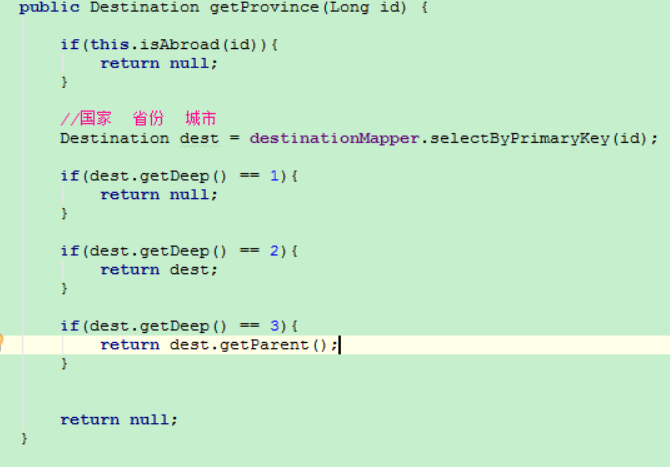 public Destination getProvince(Long id) {
if(this.isAbroad(id)){
return null;
}
//国家  省份  城市
Destination dest = destinationMapper.selectByPrimaryKey(id);
if(dest.getDeep() == 1){
return null;
}
if(dest.getDeep() == 2){
return dest;
}
if(dest.getDeep() == 3){
return dest.getParent();
}
return null;
}